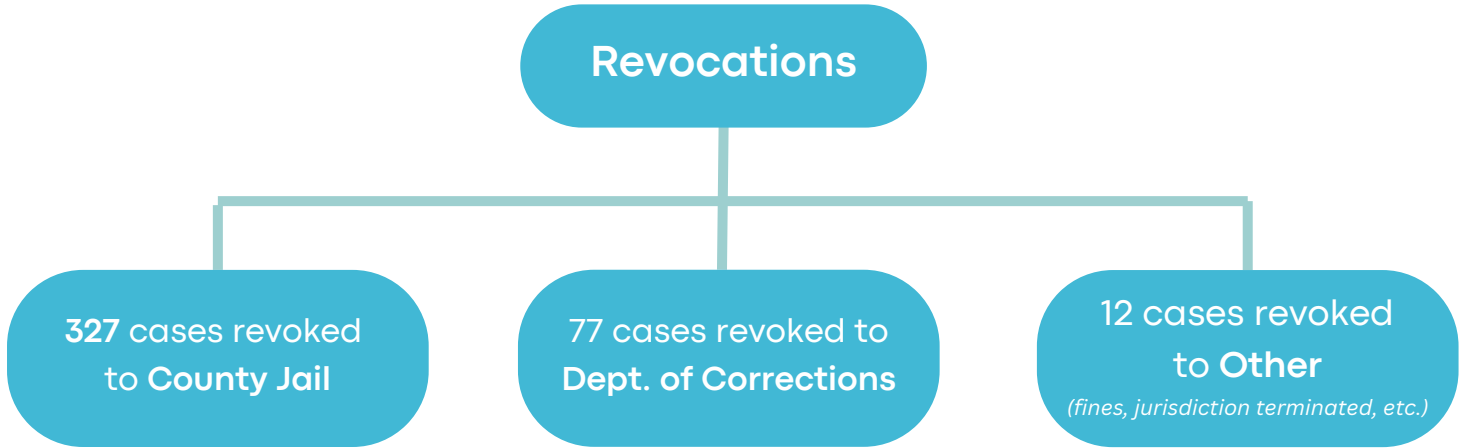 Revocations
327 cases revoked
to County Jail
77 cases revoked to
Dept. of Corrections
12 cases revoked
to Other
(fines, jurisdiction terminated, etc.)